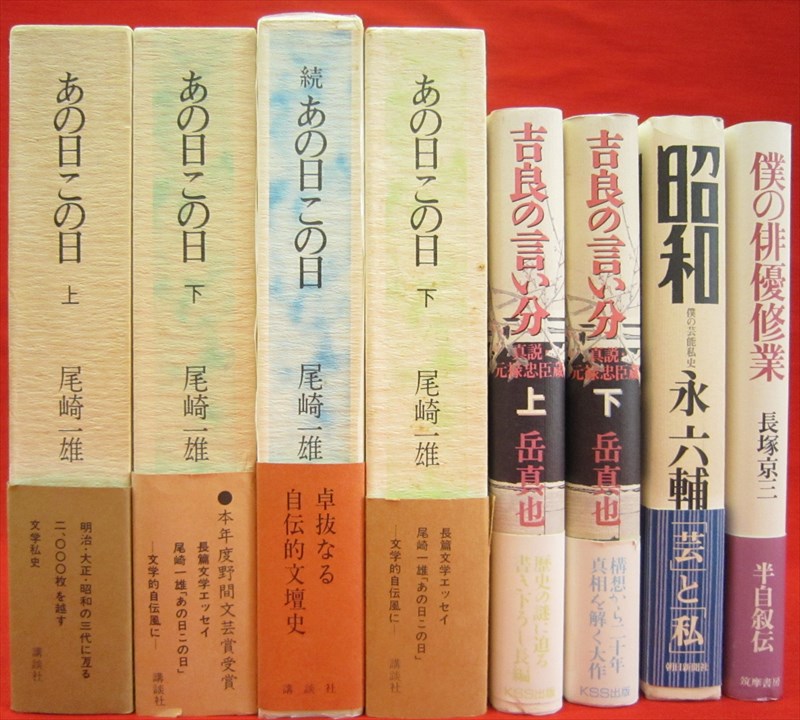 あの日この日
上
尾崎一雄
明治・大正・昭和の三代に亙る
二、〇〇〇枚を越す
文学私史
講談社
あの日この日
下
尾崎一雄
●本年度野間文芸賞受賞
長篇文学エッセイ
尾崎一雄「あの日この日」
―文学的自伝風に―
講談社
続
あの日この日
尾崎一雄
卓抜なる
自伝的文壇史
講談社
あの日この日
下
尾崎一雄
長篇文学エッセイ
尾崎一雄「あの日この日」
―文学的自伝風に―
講談社
吉良の言い分
真説
元禄忠臣蔵
上
岳真也
歴史の謎に迫る
書き下ろし長編
KSS出版
吉良の言い分
真説
元禄忠臣蔵
下
岳真也
構想から二十年
真相を解く大作
KSS出版
昭和
僕の芸能私史
永六輔
「芸」と「私」
朝日新聞社
僕の俳優修業
長塚京三
半自叙伝
筑摩書房